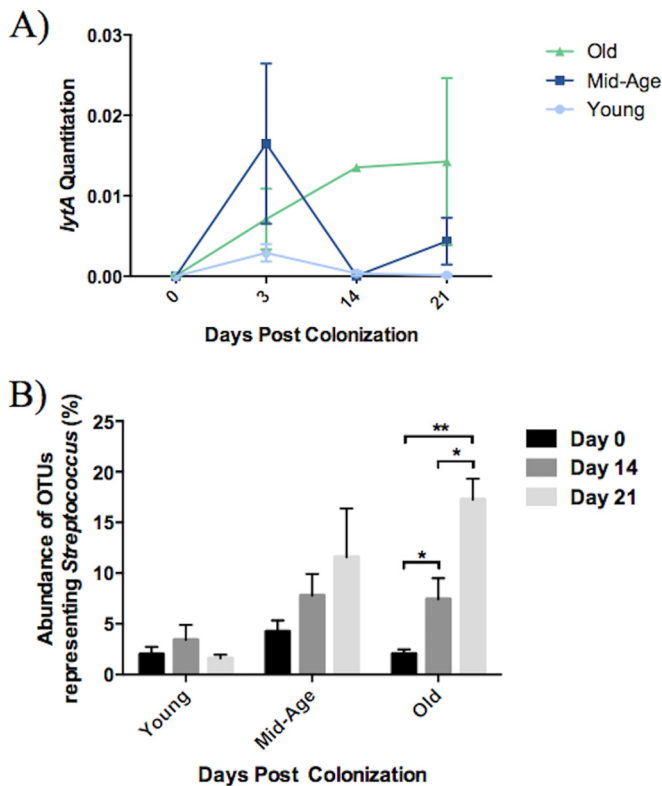 A)
0.03
0.02
0.01
0.00
lytA Quantitation
0
3
14
21
Days Post Colonization
Old
Mid-Age
Young
B)
25
20
15
10
5
0
Abundance of OTUs
representing Streptococcus (%)
**
*
*
Day 0
Day 14
Day 21
Young
Mid-Age
Old
Days Post Colonization